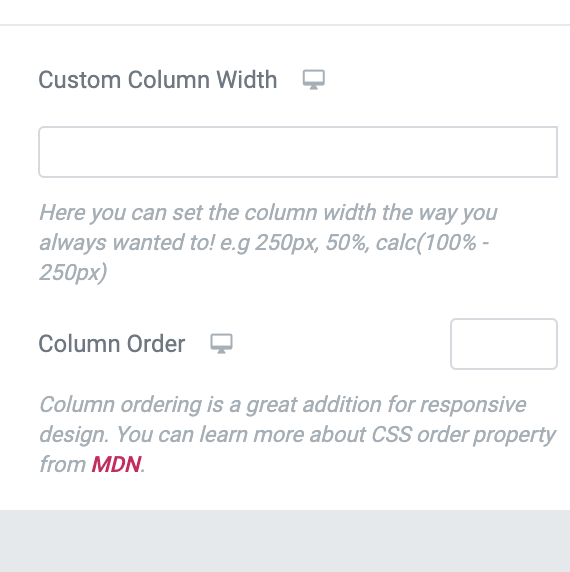 Custom Column Width
Here you can set the column width the way you
always wanted to! e.g 250px, 50%, calc(100% -
250px)
Column Order
Column ordering is a great addition for responsive
design. You can learn more about CSS order property
from MDN.